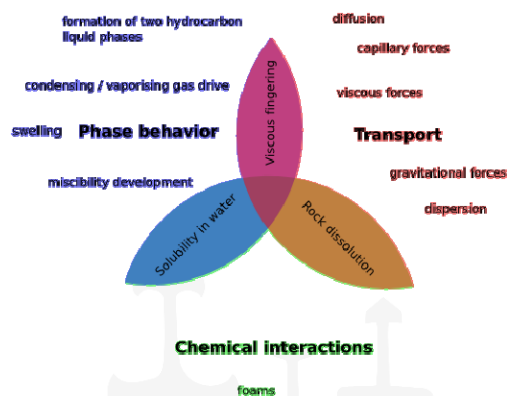 formation of two hydrocarbon
liquid phases
diffusion
capillary forces
condensing / vaporising gas drive
viscous forces
swelling
Phase behavior
Viscous fingering
Transport
miscibility development
gravitational forces
dispersion
Solubility in water
Rock dissolution
Chemical interactions
foams